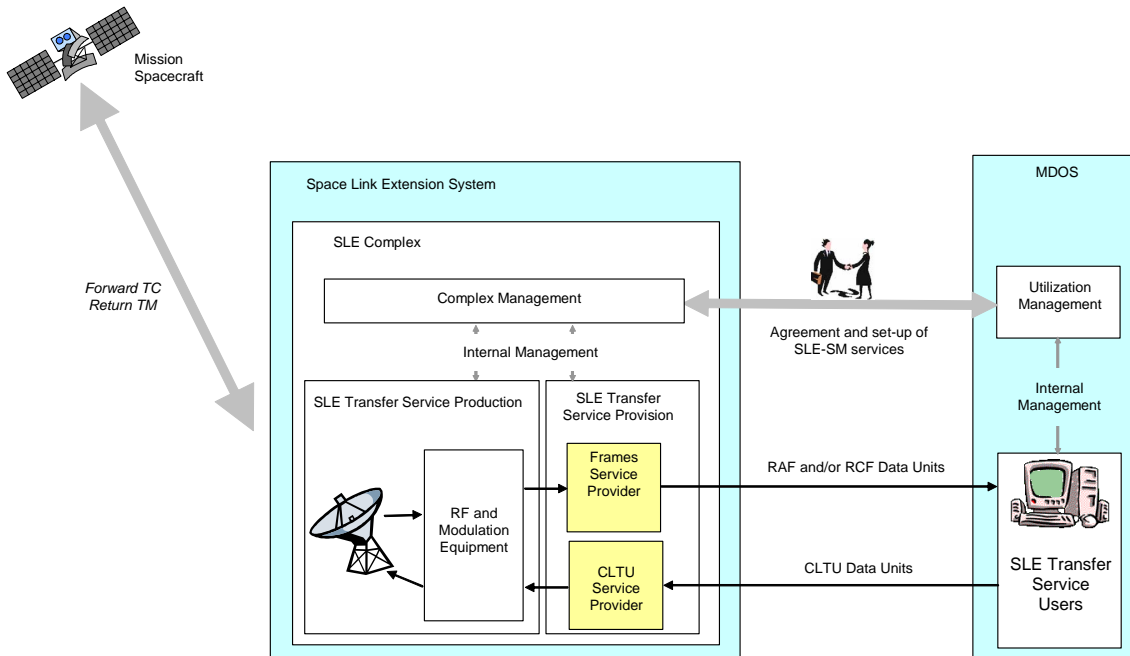 Mission
Spacecraft
Space Link Extension System
MDOS
SLE Complex
Complex Management
Utilization
Management
Forward TC
Return TM
Agreement and set-up of
SLE-SM services
Internal Management
Internal
Management
SLE Transfer Service Production
SLE Transfer
Service Provision
Frames
Service
Provider
RAF and/or RCF Data Units
RF and
Modulation
Equipment
CLTU
Service
Provider
CLTU Data Units
SLE Transfer
Service
Users